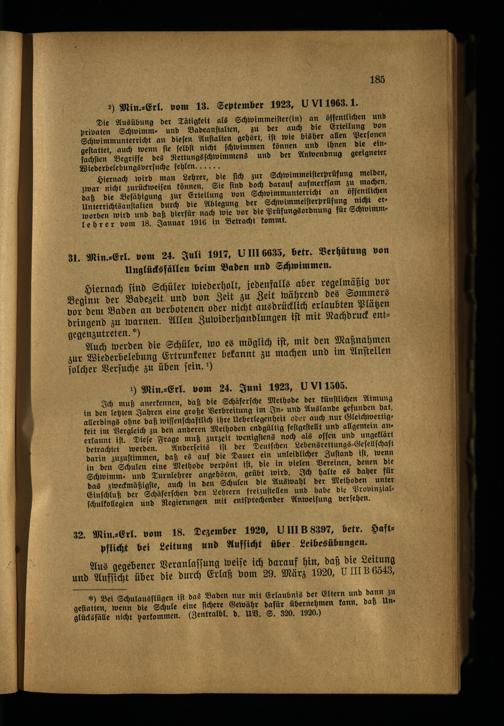 185
²) Min.=Erl. vom 13. September 1923, U VI 1963. 1.
Die Ausübung der Tätigkeit als Schwimmeister(in) an öffentlichen und
privaten Schwimm- und Badeanstalten, zu der auch die Erteilung von
Schwimmunterricht an diesen Anstalten gehört, ist wie bisher allen Personen
gestattet, auch wenn sie selbst nicht schwimmen können und ihnen die ein-
fachsten Begriffe des Rettungsschwimmens und der Anwendnug geeigneter
Wiederbelebungsversuche fehlen......
Hiernach wird man Lehrer, die sich zur Schwimmeisterprüfung melden,
zwar nicht zurückweisen können. Sie sind doch darauf aufmerksam zu machen,
daß die Befähigung zur Erteilung von Schwimmunterricht an öffentlichen
Unterrichtsanstalten durch die Ablegung der Schwimmeisterprüfung nicht er-
worben wird und daß hierfür nach wie vor die Prüfungsordnung für Schwimm-
lehrer vom 18. Januar 1916 in Betracht kommt.
31. Min.=Erl. vom 24. Juli 1917, U III 6635, betr. Verhütung von
Unglücksfällen beim Baden und Schwimmen.
Hiernach sind Schüler wiederholt, jedenfalls aber regelmäßig vor
Beginn der Badezeit und von Zeit zu Zeit während des Sommers
vor dem Baden an verbotenen oder nicht ausdrücklich erlaubten Plätzen
dringend zu warnen. Allen Zuwiderhandlungen ist mit Nachdruck ent-
gegenzutreten.*)
Auch werden die Schüler, wo es möglich ist, mit den Maßnahmen
zur Wiederbelebung Ertrunkener bekannt zu machen und im Anstellen
solcher Versuche zu üben sein.¹)
¹) Min.=Erl. vom 24. Juni 1923, U VI 1505.
Ich muß anerkennen, daß die Schäfersche Methode der künstlichen Atmung
in den letzten Jahren eine große Verbreitung im In- und Auslande gefunden hat,
allerdings ohne daß wissenschaftlich ihre Ueberlegenheit oder auch nur Gleichwertig-
keit im Vergleich zu den anderen Methoden endgültig festgestellt und allgemein an-
erkannt ist. Diese Frage muß zurzeit wenigstens noch als offen und ungeklärt
betrachtet werden. Anderseits ist der Deutschen Lebensrettungs-Gesellschaft
darin zuzustimmen, daß es auf die Dauer ein unleidlicher Zustand ist, wenn
in den Schulen eine Methode verpönt ist, die in vielen Vereinen, denen die
Schwimm- und Turnlehrer angehören, geübt wird. Ich halte es daher für
das zweckmäßigste, auch in den Schulen die Auswahl der Methoden unter
Einschluß der Schäferschen den Lehrern freizustellen und habe die Provinzial-
schulkollegien und Regierungen mit entsprechender Anweisung versehen.
32. Min.=Erl. vom 18. Dezember 1920, U III B 8397, betr. Haft=
pflicht bei Leitung und Aufsicht über Leibesübungen.
Aus gegebener Veranlassung weise ich darauf hin, daß die Leitung
und Aufsicht über die durch Erlaß vom 29. März 1920, U III B 6543,
*) Bei Schulausflügen ist das Baden nur mit Erlaubnis der Eltern und dann zu
gestatten, wenn die Schule eine sichere Gewähr dafür übernehmen kann, daß Un-
glücksfälle nicht vorkommen. (Zentralbl. d. UV. S. 320. 1920.)